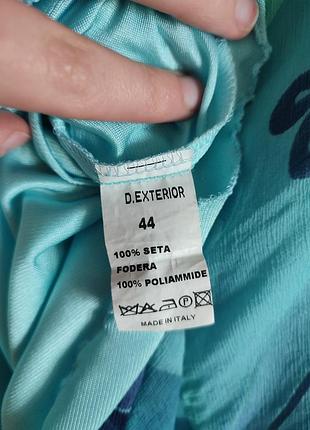 D.EXTERIOR
44
100% SETA
FODERA
100% POLIAMMIDE
MADE IN ITALY